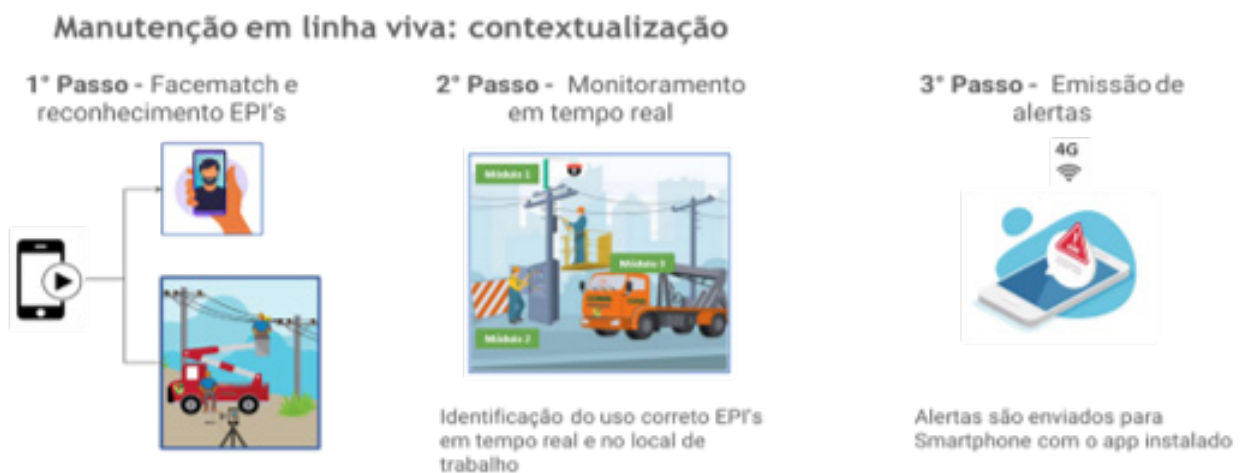 Manutenção em linha viva: contextualização
1° Passo - Facematch e
reconhecimento EPI's
2° Passo - Monitoramento
em tempo real
Módulo 1
Módulo 3
Módulo 2
Identificação do uso correto EPI's
em tempo real e no local de
trabalho
3° Passo - Emissão de
alertas
4G
Alertas são enviados para
Smartphone com o app instalado